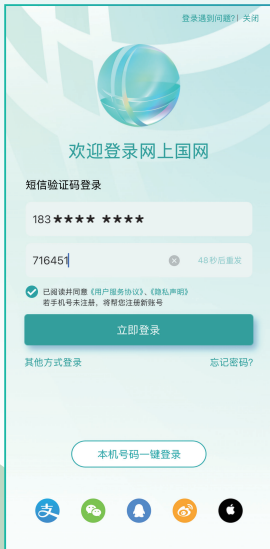 登录遇到问题?| 关闭
欢迎登录网上国网
短信验证码登录
183 **** ****
716451
48秒后重发
已阅读并同意《用户服务协议》、《隐私声明》
若手机号未注册，将帮您注册新账号
立即登录
其他方式登录 忘记密码?
本机号码一键登录
支